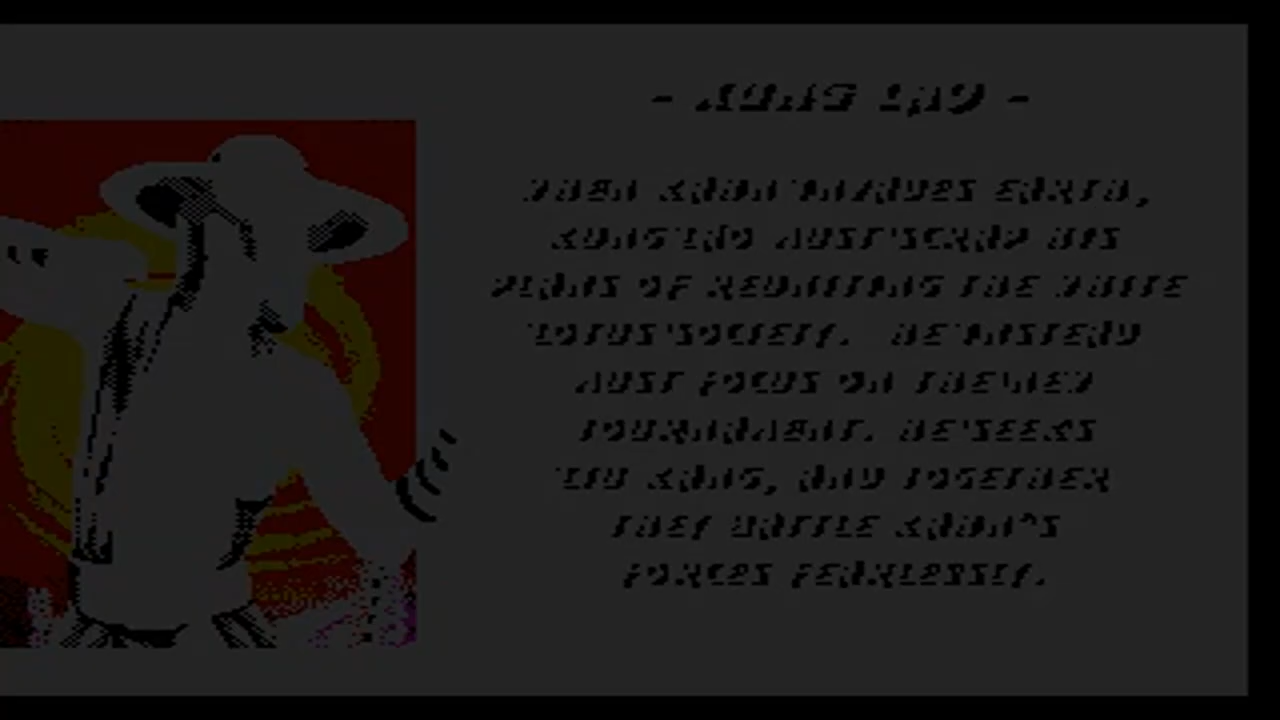 - KUNG LAO -
WHEN KAHN INVADES EARTH,
KUNG LAO MUST SCRAP HIS
PLANS OF REUNITING THE WHITE
LOTUS SOCIETY. HE INSTEAD
MUST FOCUS ON THE NEW
TOURNAMENT. HE SEEKS
LIU KANG, AND TOGETHER
THEY BATTLE KAHN'S
FORCES FEARLESSLY.